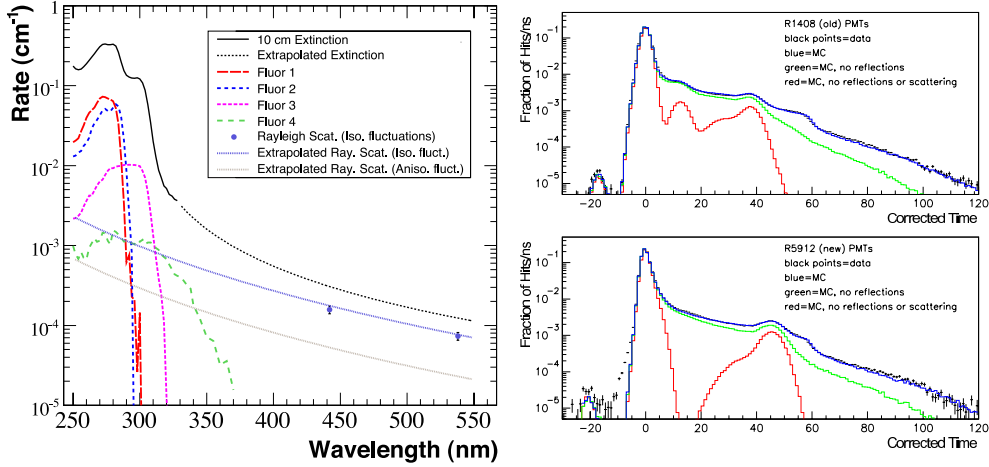 Rate (cm⁻¹)
1
10⁻¹
10⁻²
10⁻³
10⁻⁴
10⁻⁵
10 cm Extinction
Extrapolated Extinction
Fluor 1
Fluor 2
Fluor 3
Fluor 4
Rayleigh Scat. (Iso. fluctuations)
Extrapolated Ray. Scat. (Iso. fluct.)
Extrapolated Ray. Scat. (Aniso. fluct.)
250 300 350 400 450 500 550
Wavelength (nm)
Fraction of Hits/ns
10⁻¹
10⁻²
10⁻³
10⁻⁴
10⁻⁵
R1408 (old) PMTs
black points=data
blue=MC
green=MC, no reflections
red=MC, no reflections or scattering
−20 0 20 40 60 80 100 120
Corrected Time
Fraction of Hits/ns
10⁻¹
10⁻²
10⁻³
10⁻⁴
10⁻⁵
R5912 (new) PMTs
black points=data
blue=MC
green=MC, no reflections
red=MC, no reflections or scattering
−20 0 20 40 60 80 100 120
Corrected Time